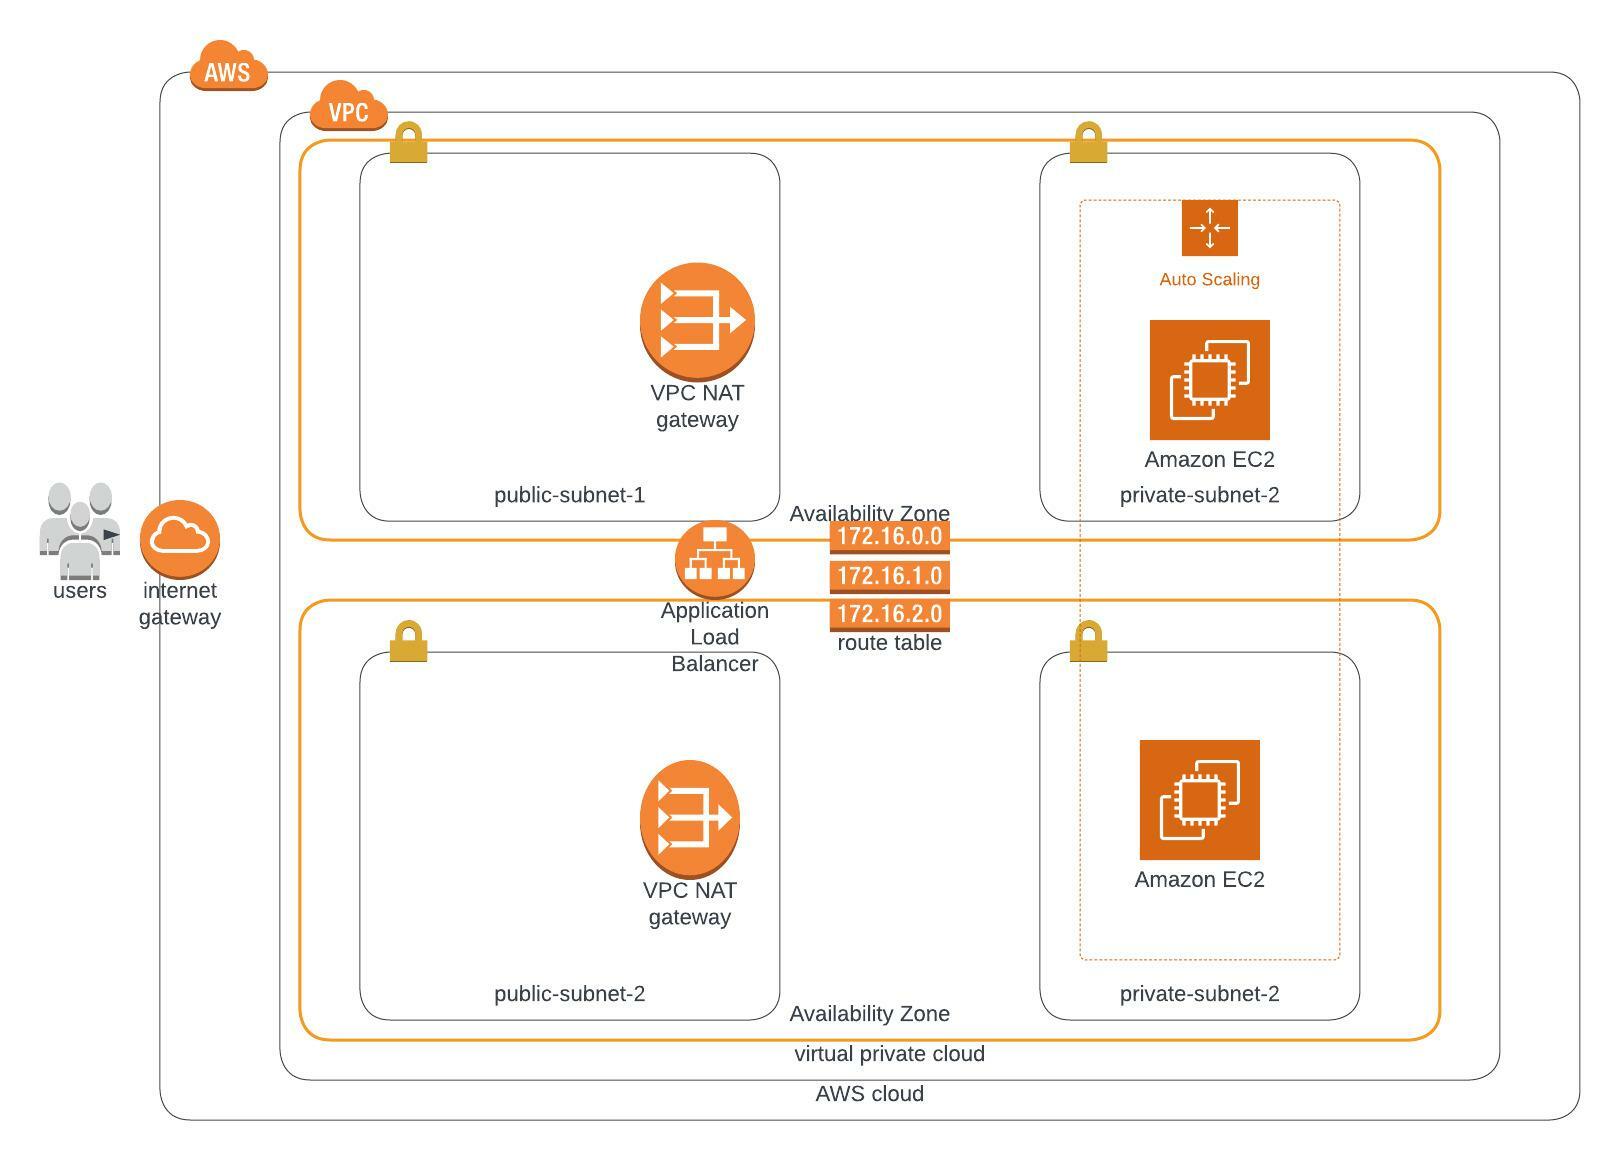 AWS
VPC
Auto Scaling
VPC NAT
gateway
Amazon EC2
public-subnet-1
private-subnet-2
Availability Zone
172.16.0.0
172.16.1.0
172.16.2.0
route table
users
internet
gateway
Application
Load
Balancer
VPC NAT
gateway
Amazon EC2
public-subnet-2
private-subnet-2
Availability Zone
virtual private cloud
AWS cloud